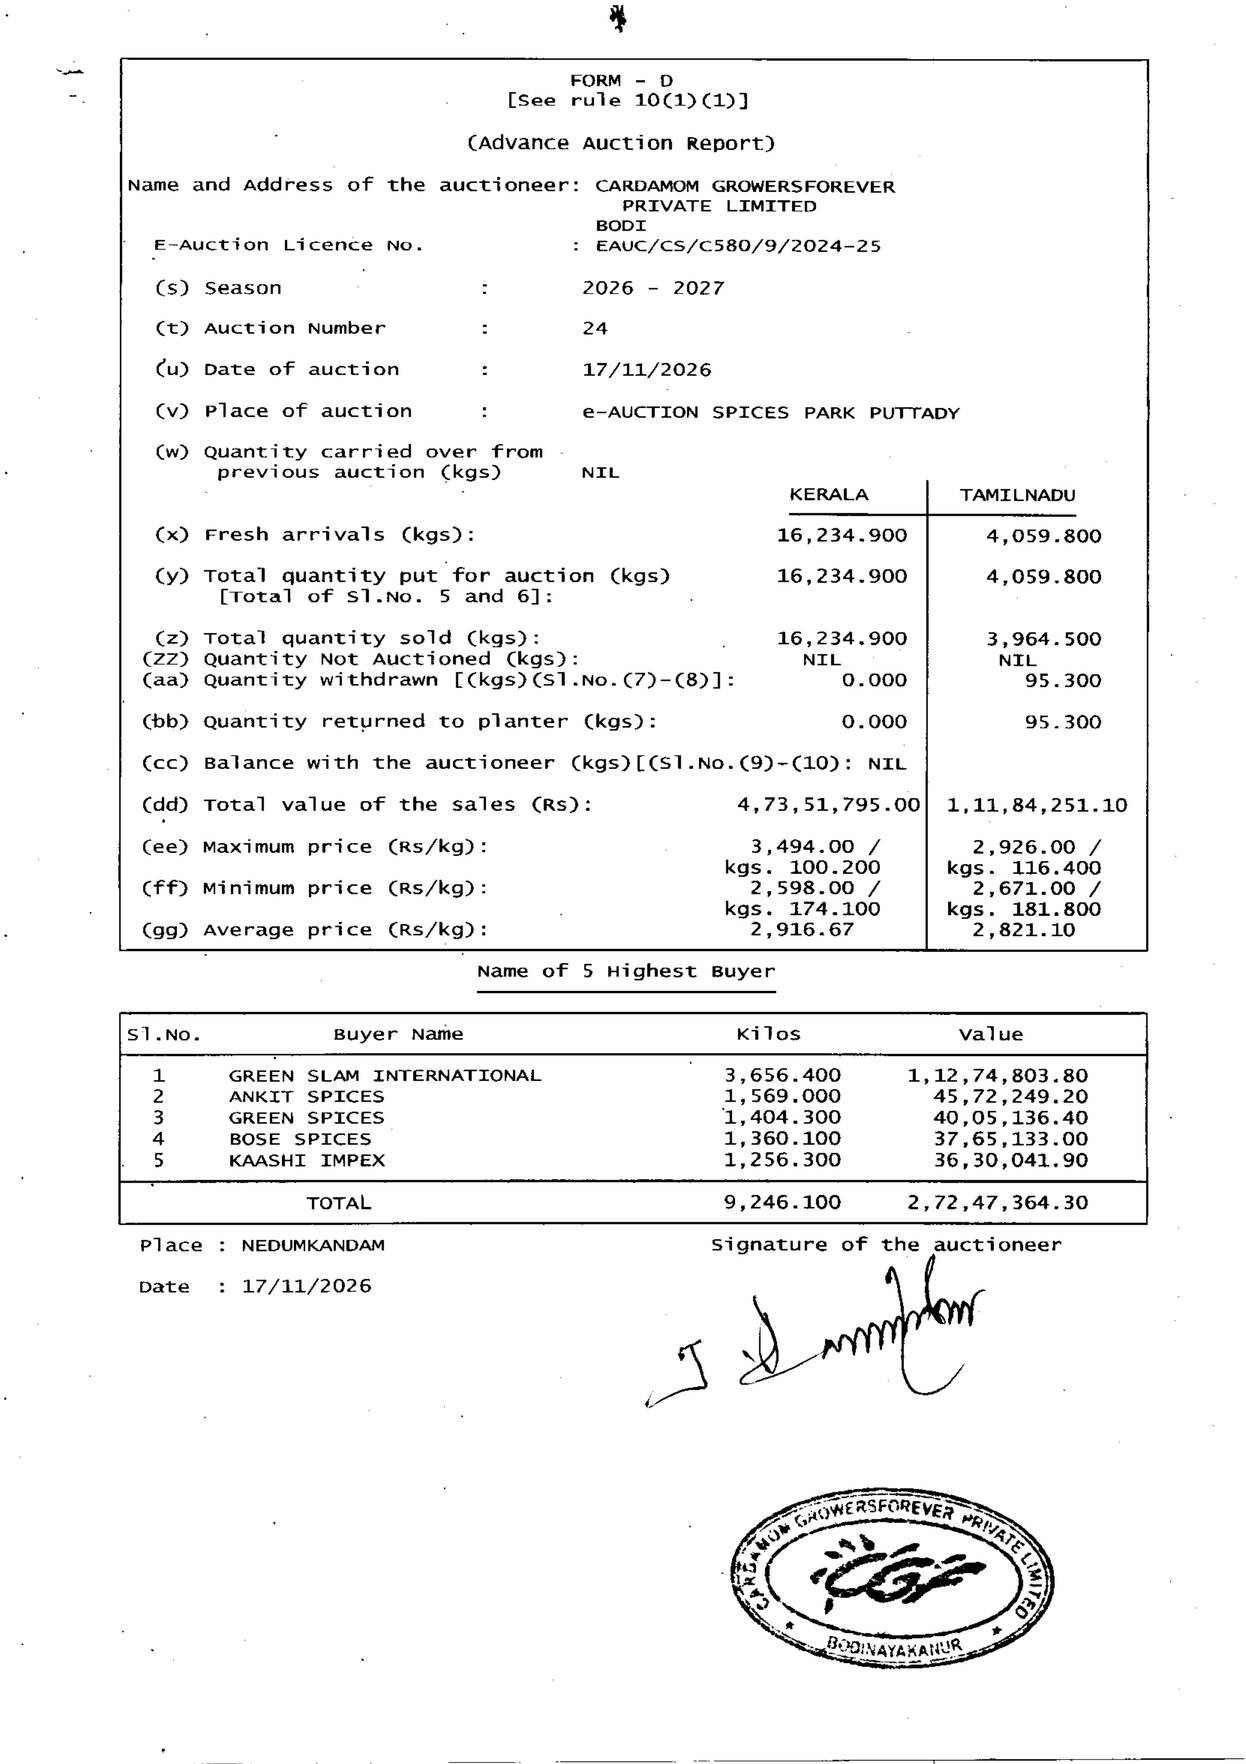 FORM - D
[See rule 10(1)(1)]
(Advance Auction Report)
Name and Address of the auctioneer: CARDAMOM GROWERSFOREVER
PRIVATE LIMITED
BODI
E-Auction Licence No. : EAUC/CS/C580/9/2024-25
(s) Season : 2026 - 2027
(t) Auction Number : 24
(u) Date of auction : 17/11/2026
(v) Place of auction : e-AUCTION SPICES PARK PUTTADY
(w) Quantity carried over from
previous auction (kgs) NIL
KERALA TAMILNADU
(x) Fresh arrivals (kgs): 16,234.900 4,059.800
(y) Total quantity put for auction (kgs) 16,234.900 4,059.800
[Total of Sl.No. 5 and 6]:
(z) Total quantity sold (kgs): 16,234.900 3,964.500
(ZZ) Quantity Not Auctioned (kgs): NIL NIL
(aa) Quantity withdrawn [(kgs)(Sl.No.(7)-(8)]: 0.000 95.300
(bb) Quantity returned to planter (kgs): 0.000 95.300
(cc) Balance with the auctioneer (kgs)[(Sl.No.(9)-(10): NIL
(dd) Total value of the sales (Rs): 4,73,51,795.00 1,11,84,251.10
(ee) Maximum price (Rs/kg): 3,494.00 / 2,926.00 /
kgs. 100.200 kgs. 116.400
(ff) Minimum price (Rs/kg): 2,598.00 / 2,671.00 /
kgs. 174.100 kgs. 181.800
(gg) Average price (Rs/kg): 2,916.67 2,821.10
Name of 5 Highest Buyer
Sl.No. Buyer Name Kilos Value
1 GREEN SLAM INTERNATIONAL 3,656.400 1,12,74,803.80
2 ANKIT SPICES 1,569.000 45,72,249.20
3 GREEN SPICES 1,404.300 40,05,136.40
4 BOSE SPICES 1,360.100 37,65,133.00
5 KAASHI IMPEX 1,256.300 36,30,041.90
TOTAL 9,246.100 2,72,47,364.30
Place : NEDUMKANDAM Signature of the auctioneer
Date : 17/11/2026
CARDAMOM GROWERSFOREVER PRIVATE LIMITED
CGF
BODINAYAKANUR